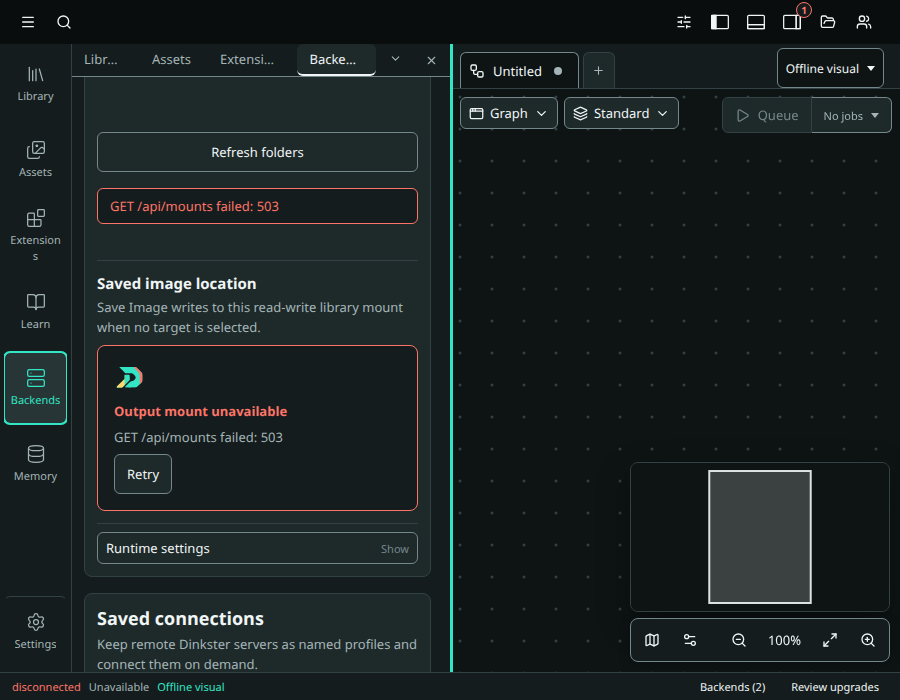 1
Libr...
Assets
Extensi...
Backe...
Untitled
Offline visual
Graph
Standard
Queue
No jobs
Library
Assets
Extension
s
Learn
Backends
Memory
Settings
Refresh folders
GET /api/mounts failed: 503
Saved image location
Save Image writes to this read-write library mount
when no target is selected.
Output mount unavailable
GET /api/mounts failed: 503
Retry
Runtime settings
Show
Saved connections
Keep remote Dinkster servers as named profiles and
connect them on demand.
100%
disconnected
Unavailable
Offline visual
Backends (2)
Review upgrades